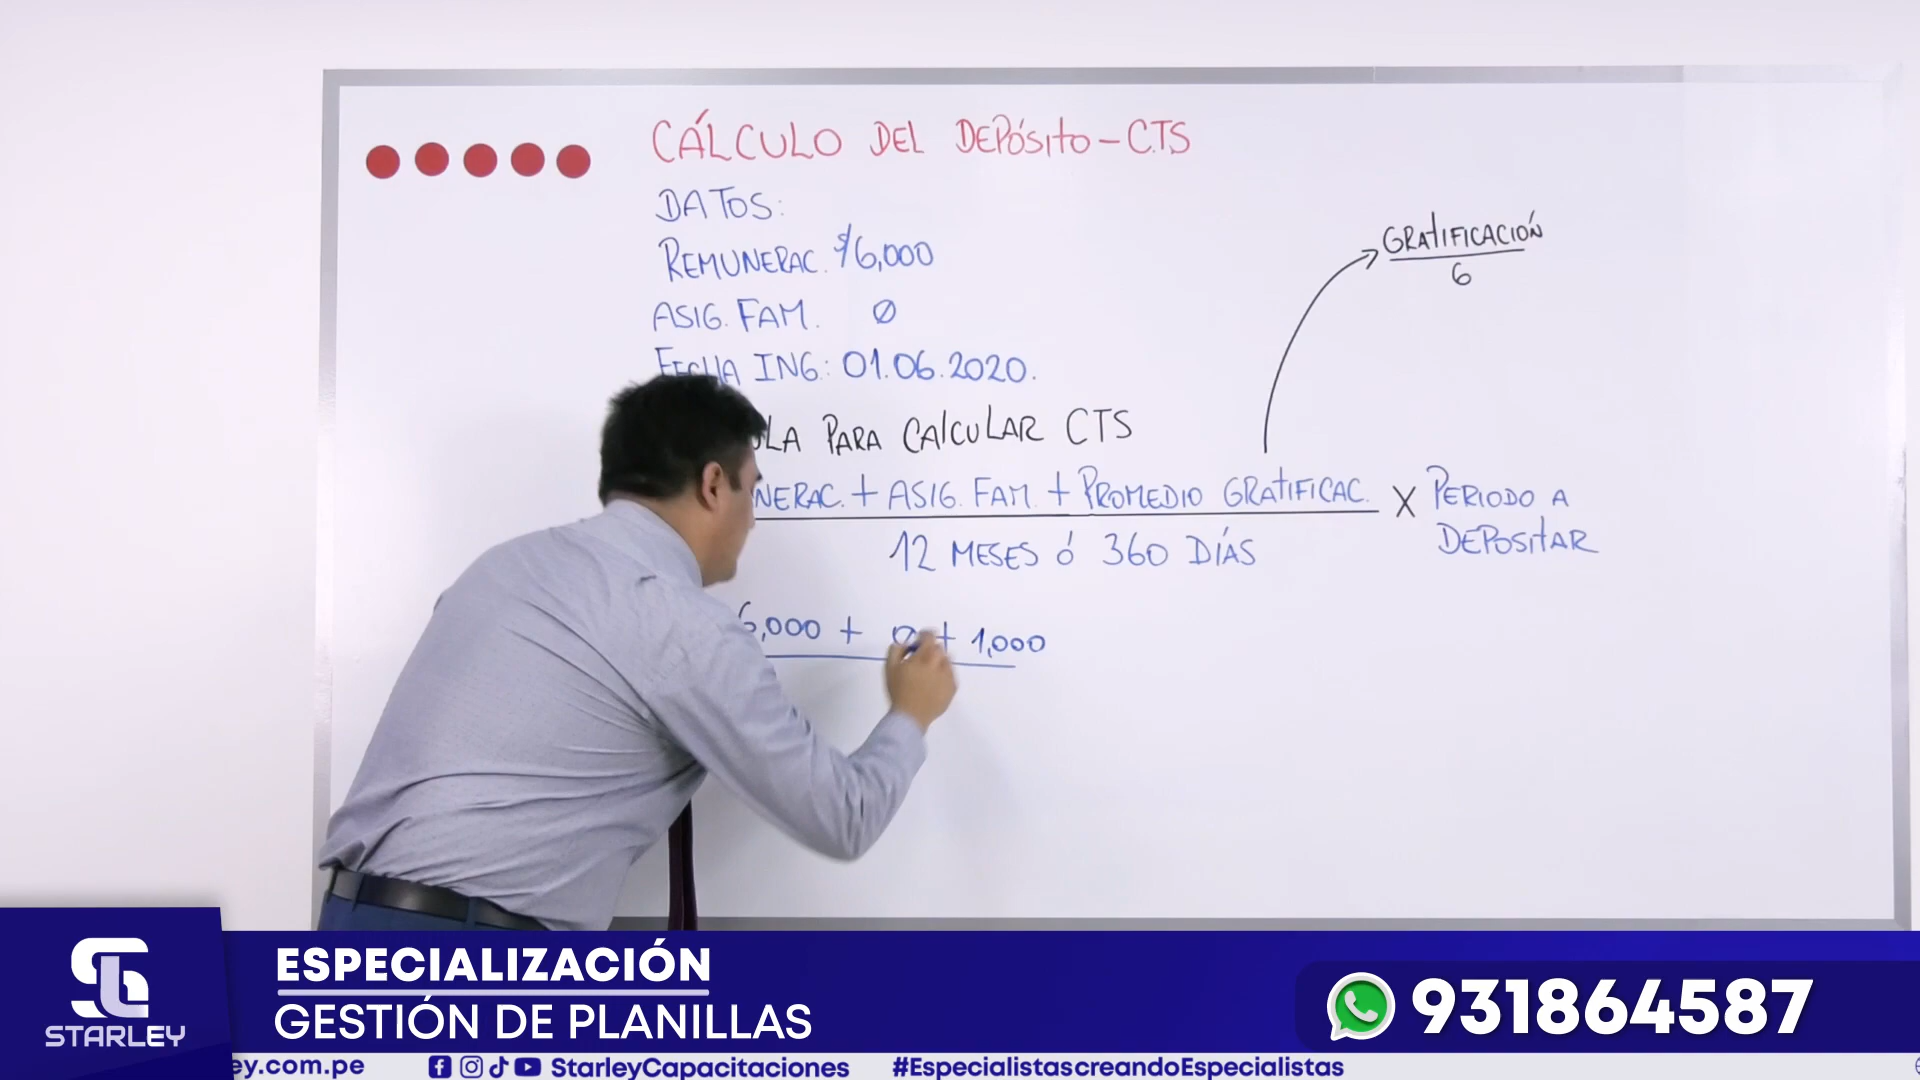 CÁLCULO DEL DEPÓSITO - CTS
DATOS:
REMUNERAC. $6,000
ASIG. FAM. Ø
FECHA ING: 01.06.2020.
GRATIFICACIÓN
6
PARA CALCULAR CTS
+ ASIG. FAM. + PROMEDIO GRATIFICAC. X PERIODO A DEPOSITAR
12 MESES Ó 360 DÍAS
6,000 + Ø + 1,000
STARLEY
ESPECIALIZACIÓN
GESTIÓN DE PLANILLAS
931864587
ey.com.pe
StarleyCapacitaciones
#EspecialistascreandoEspecialistas